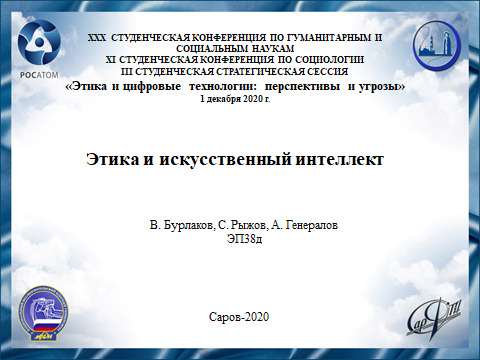 XXX СТУДЕНЧЕСКАЯ КОНФЕРЕНЦИЯ ПО ГУМАНИТАРНЫМ И
СОЦИАЛЬНЫМ НАУКАМ
XI СТУДЕНЧЕСКАЯ КОНФЕРЕНЦИЯ ПО СОЦИОЛОГИИ
III СТУДЕНЧЕСКАЯ СТРАТЕГИЧЕСКАЯ СЕССИЯ
«Этика и цифровые технологии: перспективы и угрозы»
1 декабря 2020 г.
РОСАТОМ
Этика и искусственный интеллект
В. Бурлаков, С. Рыжов, А. Генералов
ЭП38д
Саров-2020
СарФТИ